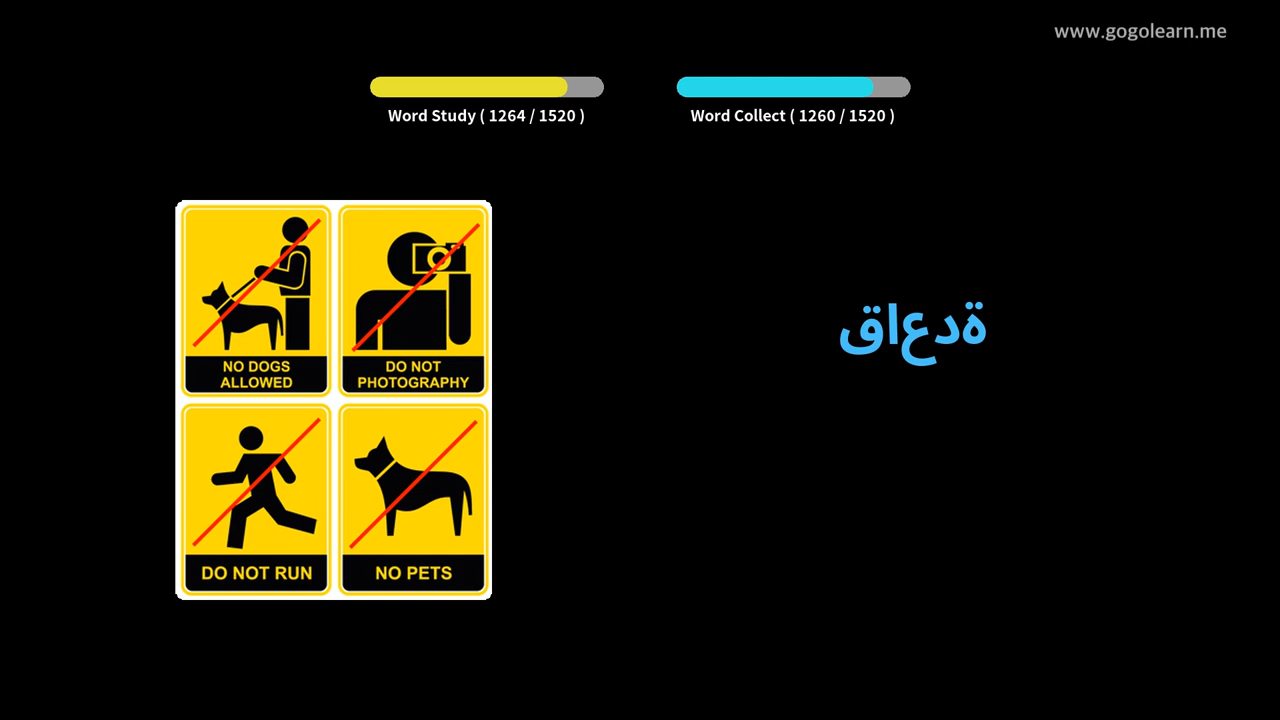 www.gogolearn.me
Word Study ( 1264 / 1520 )
Word Collect ( 1260 / 1520 )
NO DOGS
ALLOWED
DO NOT
PHOTOGRAPHY
قاعدة
DO NOT RUN
NO PETS